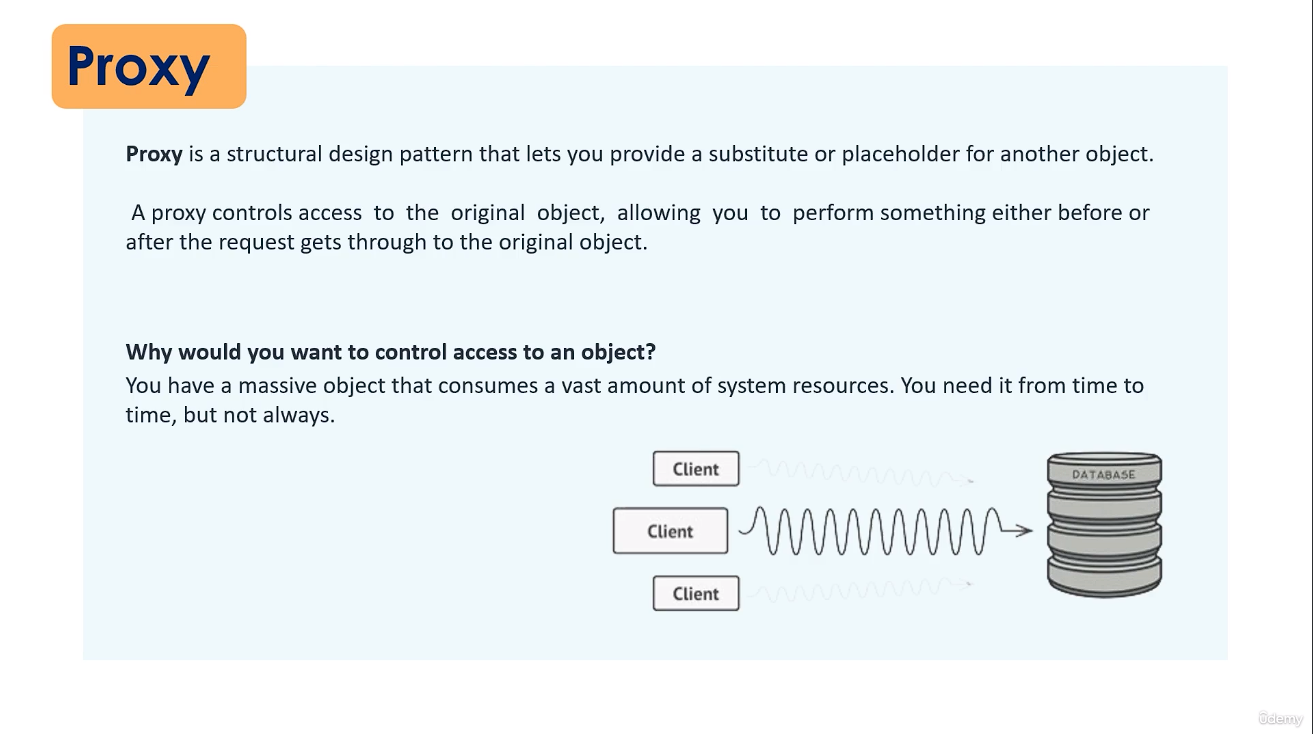 Proxy
Proxy is a structural design pattern that lets you provide a substitute or placeholder for another object.
A proxy controls access to the original object, allowing you to perform something either before or
after the request gets through to the original object.
Why would you want to control access to an object?
You have a massive object that consumes a vast amount of system resources. You need it from time to
time, but not always.
Client
DATABASE
Client
Client
ûdemy